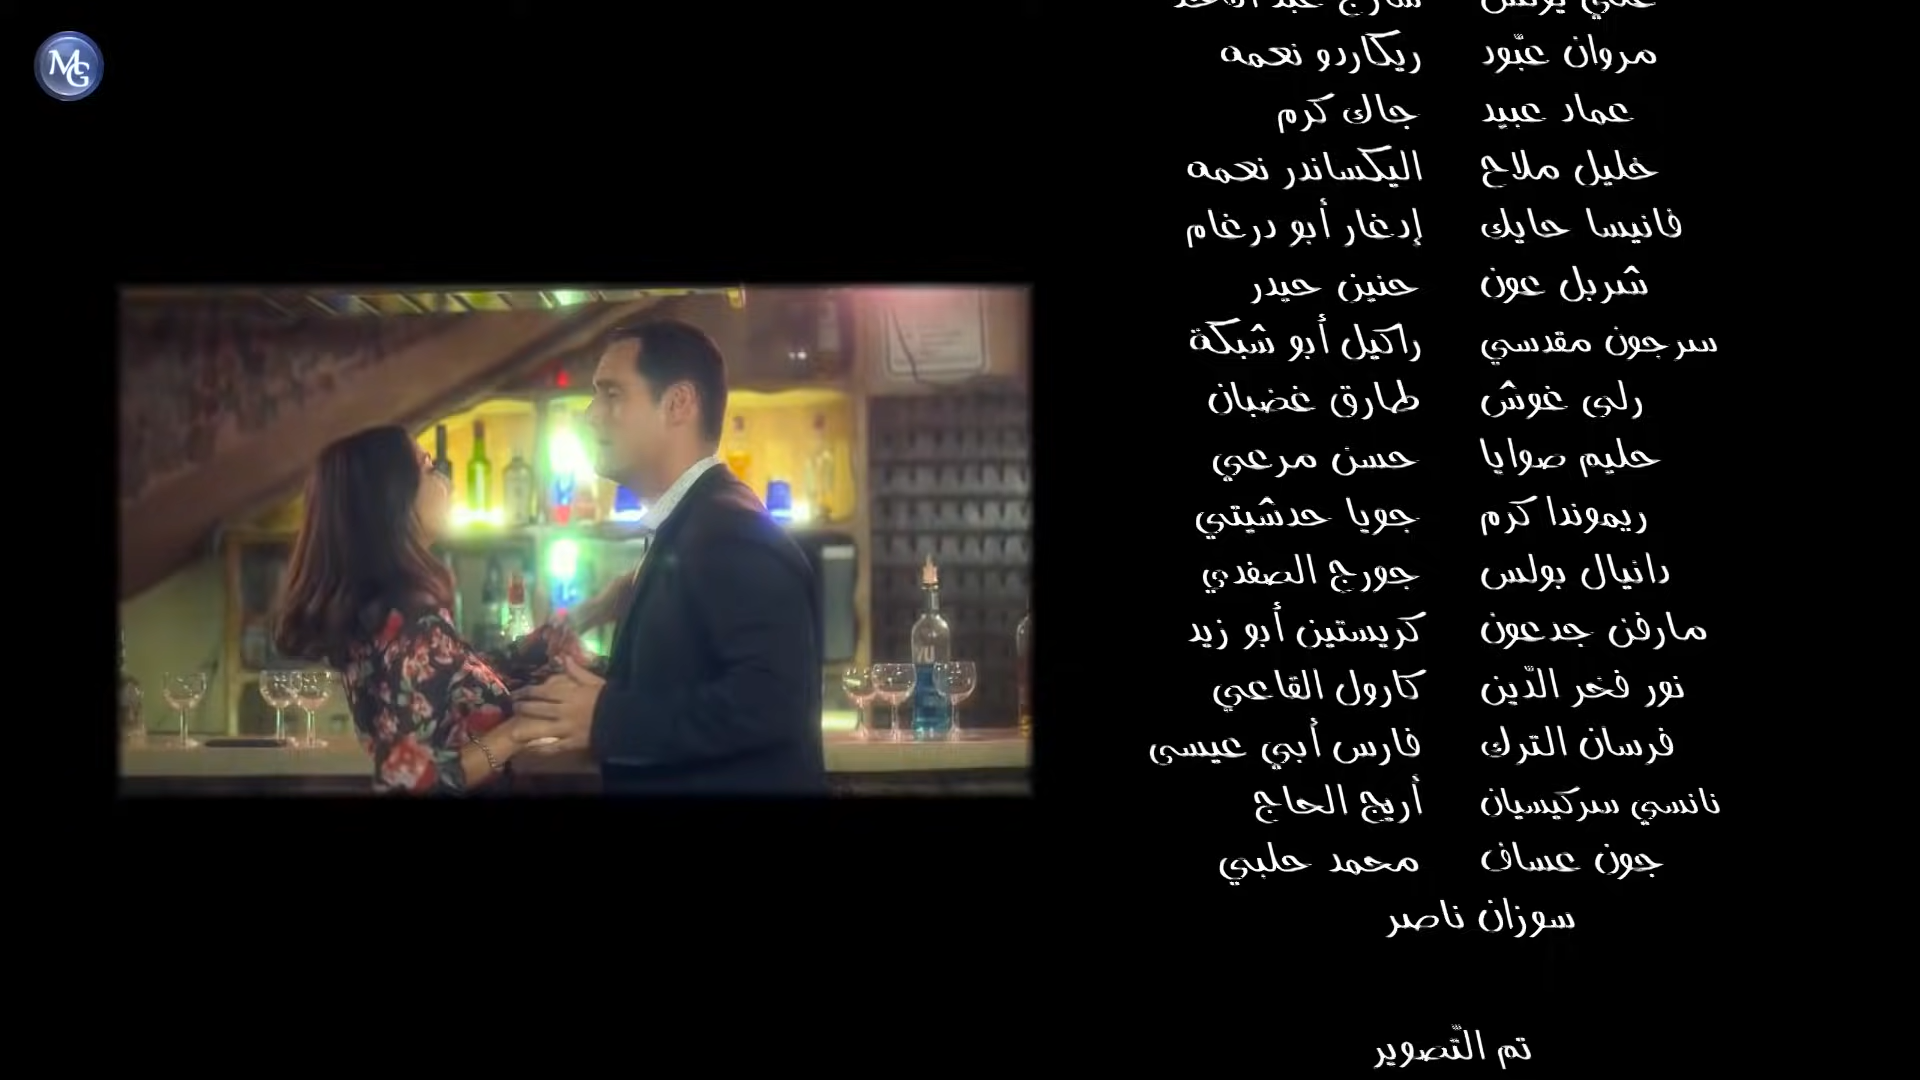 MG
مروان عبّود ريكاردو نعمه
عماد عبيد جاك كرم
خليل ملاح اليكساندر نعمه
فانيسا حايك إدغار أبو درغام
شربل عون حنين حيدر
سرجون مقدسي راكيل أبو شبكة
رلى غوش طارق غضبان
حليم صوايا حسن مرعي
ريموندا كرم جويا حدشيتي
دانيال بولس جورج الصفدي
مارفن جدعون كريستين أبو زيد
نور فخر الدّين كارول القاعي
فرسان الترك فارس أبي عيسى
نانسي سركيسيان أريج الحاج
جون عساف محمد حلبي
سوزان ناصر
تم التّصوير